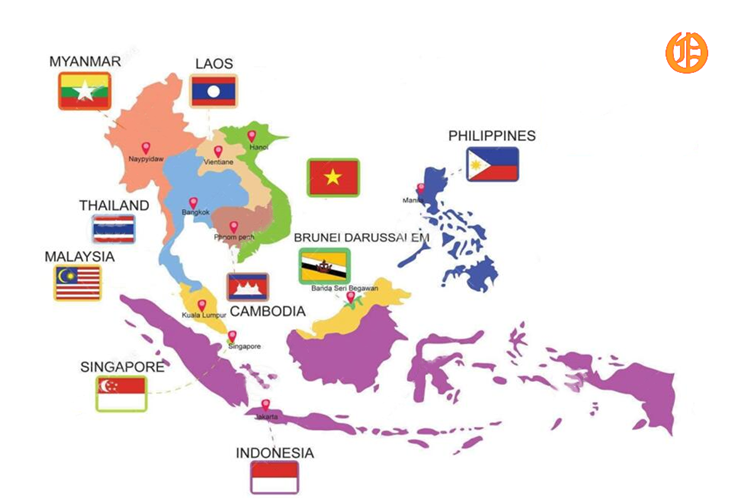 MYANMAR
LAOS
PHILIPPINES
Naypyidaw
Vientiane
Hanoi
THAILAND
Bangkok
Manila
Phnom penh
BRUNEI DARUSSALEM
MALAYSIA
Banda Seri Begawan
CAMBODIA
Kuala Lumpur
Singapore
SINGAPORE
Jakarta
INDONESIA